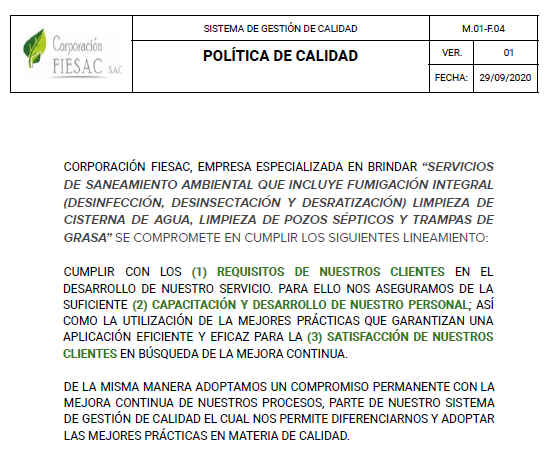 Corporación
FIESAC SAC
SISTEMA DE GESTIÓN DE CALIDAD
POLÍTICA DE CALIDAD
M.01-F.04
VER. 01
FECHA: 29/09/2020
CORPORACIÓN FIESAC, EMPRESA ESPECIALIZADA EN BRINDAR “SERVICIOS
DE SANEAMIENTO AMBIENTAL QUE INCLUYE FUMIGACIÓN INTEGRAL
(DESINFECCIÓN, DESINSECTACIÓN Y DESRATIZACIÓN) LIMPIEZA DE
CISTERNA DE AGUA, LIMPIEZA DE POZOS SÉPTICOS Y TRAMPAS DE
GRASA” SE COMPROMETE EN CUMPLIR LOS SIGUIENTES LINEAMIENTO:
CUMPLIR CON LOS (1) REQUISITOS DE NUESTROS CLIENTES EN EL
DESARROLLO DE NUESTRO SERVICIO. PARA ELLO NOS ASEGURAMOS DE LA
SUFICIENTE (2) CAPACITACIÓN Y DESARROLLO DE NUESTRO PERSONAL; ASÍ
COMO LA UTILIZACIÓN DE LA MEJORES PRÁCTICAS QUE GARANTIZAN UNA
APLICACIÓN EFICIENTE Y EFICAZ PARA LA (3) SATISFACCIÓN DE NUESTROS
CLIENTES EN BÚSQUEDA DE LA MEJORA CONTINUA.
DE LA MISMA MANERA ADOPTAMOS UN COMPROMISO PERMANENTE CON LA
MEJORA CONTINUA DE NUESTROS PROCESOS, PARTE DE NUESTRO SISTEMA
DE GESTIÓN DE CALIDAD EL CUAL NOS PERMITE DIFERENCIARNOS Y ADOPTAR
LAS MEJORES PRÁCTICAS EN MATERIA DE CALIDAD.